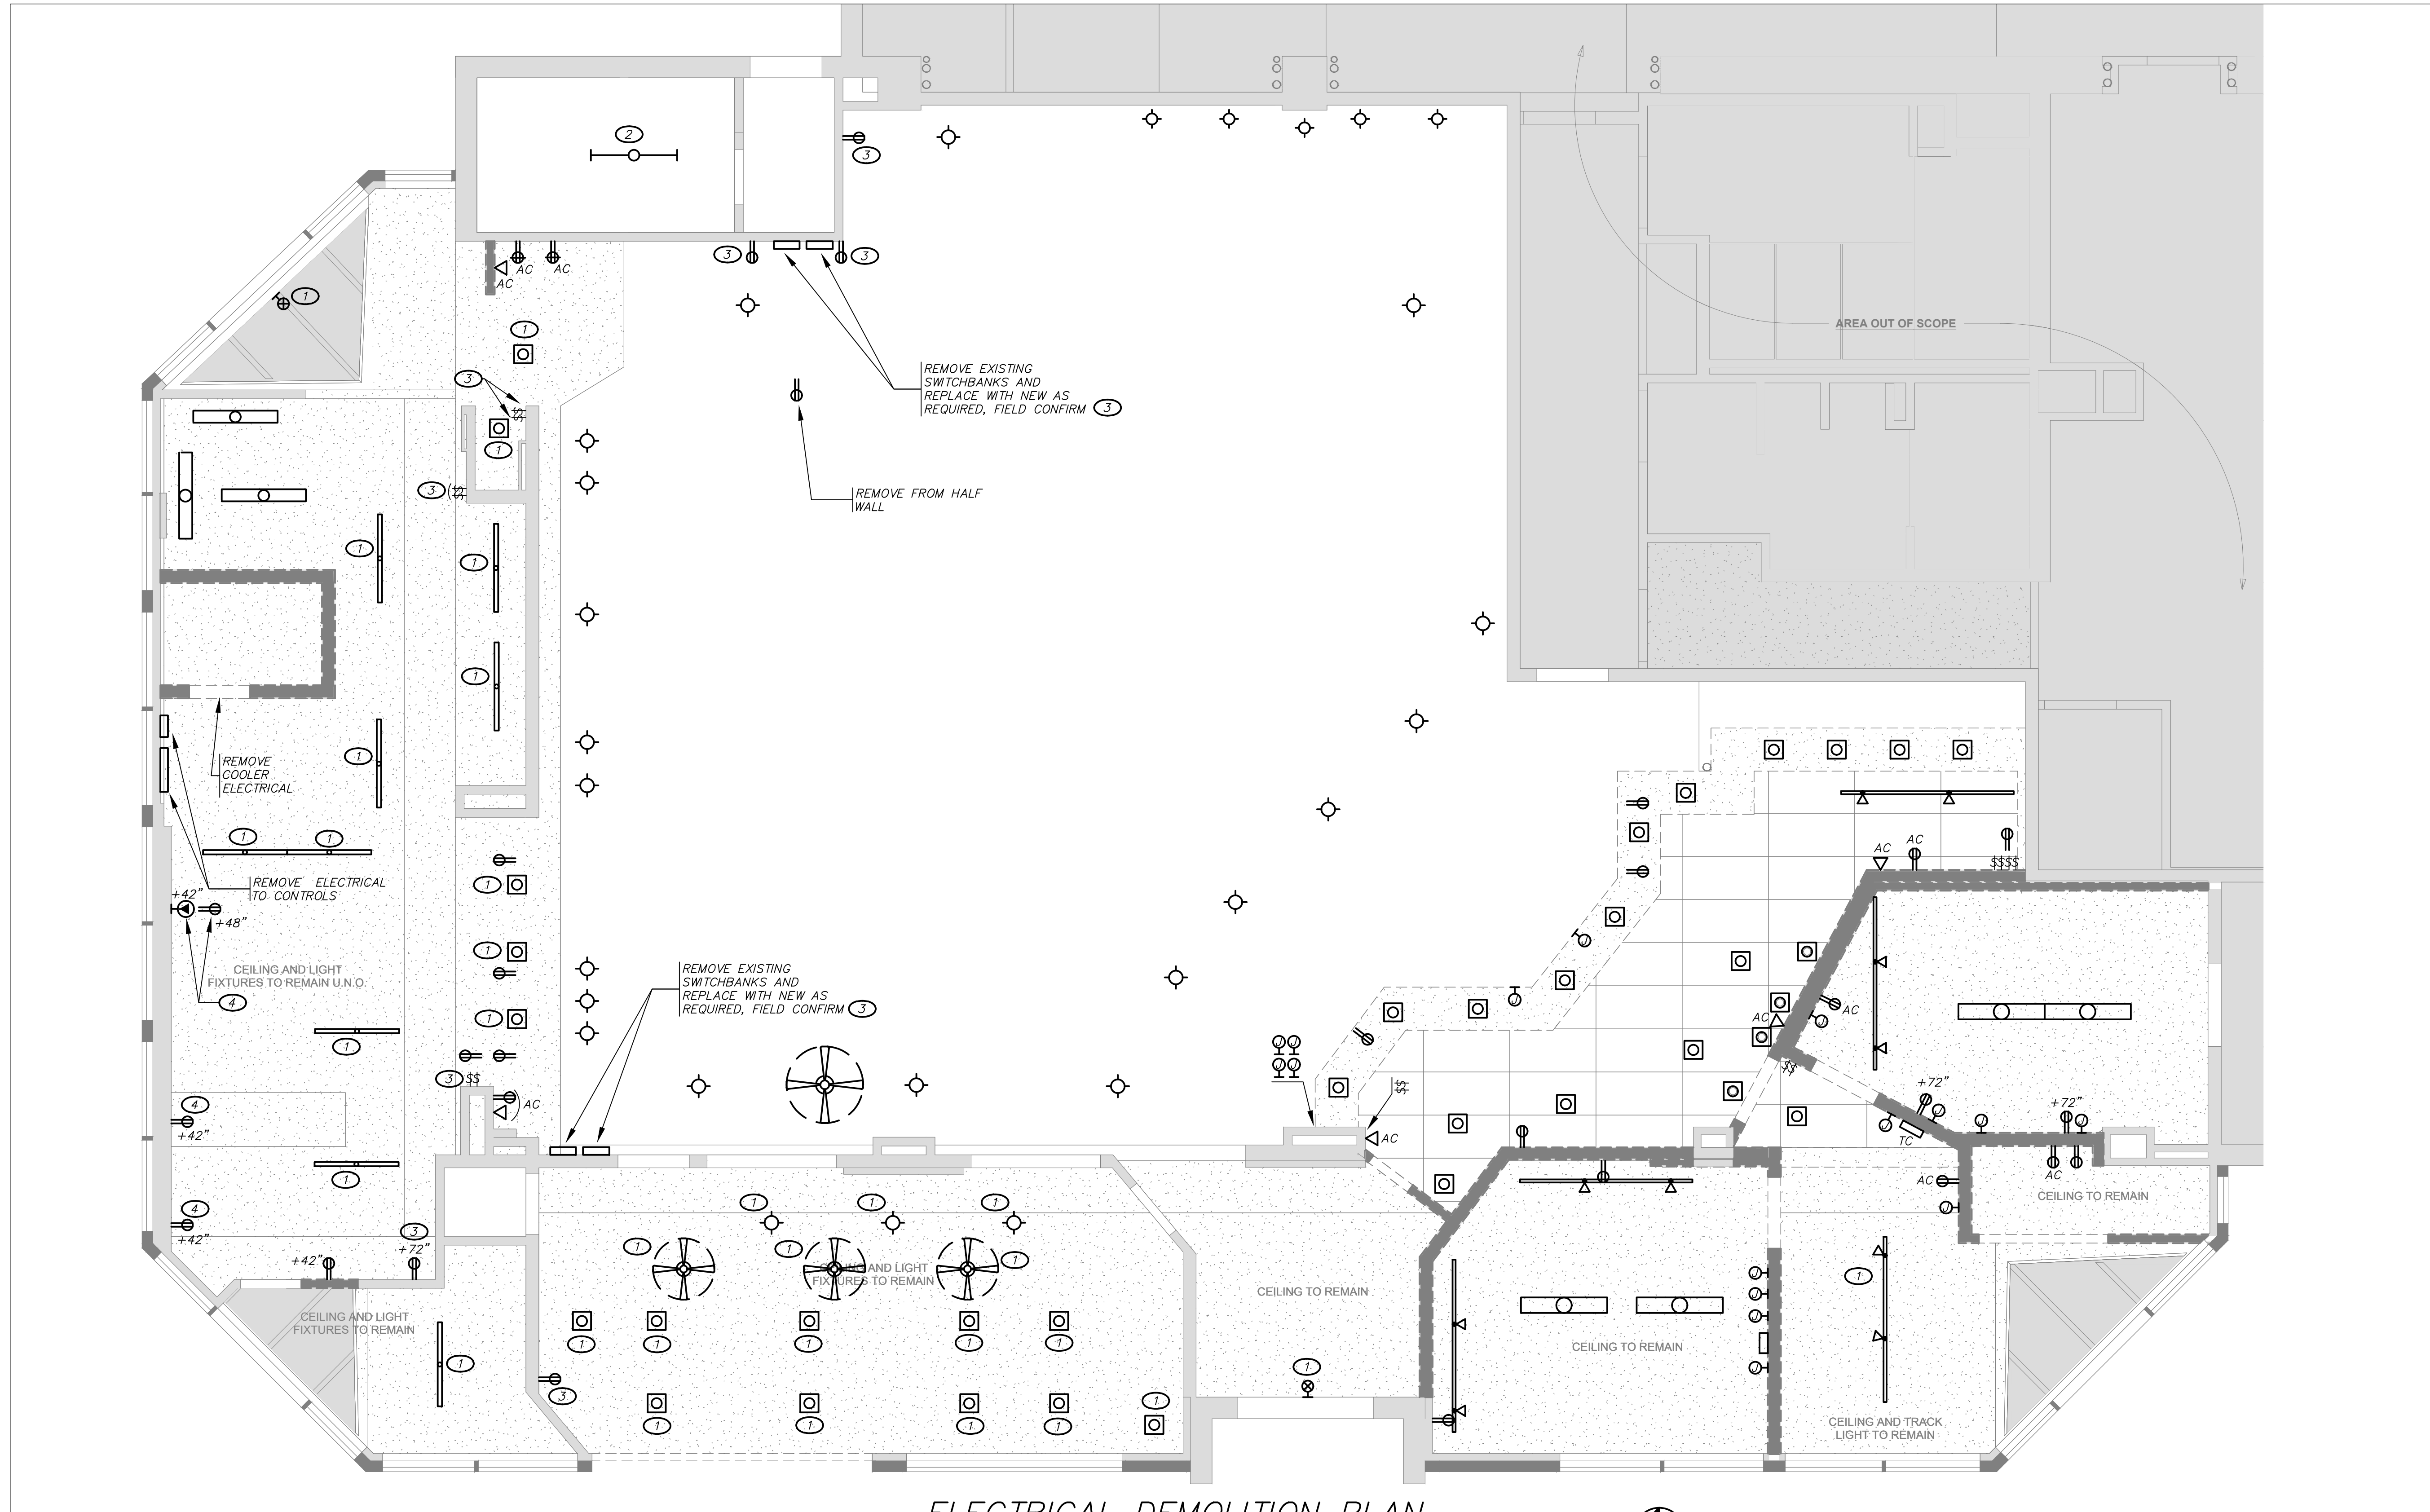 2
3
3
3
AC
AC
AC
1
1
AREA OUT OF SCOPE
REMOVE EXISTING
SWITCHBANKS AND
REPLACE WITH NEW AS
REQUIRED, FIELD CONFIRM 3
3
$$
1
3 ($$
REMOVE FROM HALF
WALL
1
1
1
1
REMOVE
COOLER
ELECTRICAL
1
1
REMOVE ELECTRICAL
TO CONTROLS
1
+42"
+48"
CEILING AND LIGHT
FIXTURES TO REMAIN U.N.O.
4
1
1
REMOVE EXISTING
SWITCHBANKS AND
REPLACE WITH NEW AS
REQUIRED, FIELD CONFIRM 3
1
3 $$
AC
4
+42"
1
4
+42"
3
+42"
+72"
CEILING AND LIGHT
FIXTURES TO REMAIN
1
3
1
1
1
1
1
1
CEILING AND LIGHT
FIXTURES TO REMAIN
1
1
1
1
1
1
1
1
1
1
CEILING TO REMAIN
1
J J
J J
$$
AC
J
J
AC
AC
$$$$
AC
J
AC
$$
+72"
J
J
TC
J
+72"
J
AC
AC
J
CEILING TO REMAIN
J
J
J
J
CEILING TO REMAIN
1
CEILING AND TRACK
LIGHT TO REMAIN
ELECTRICAL DEMOLITION PLAN